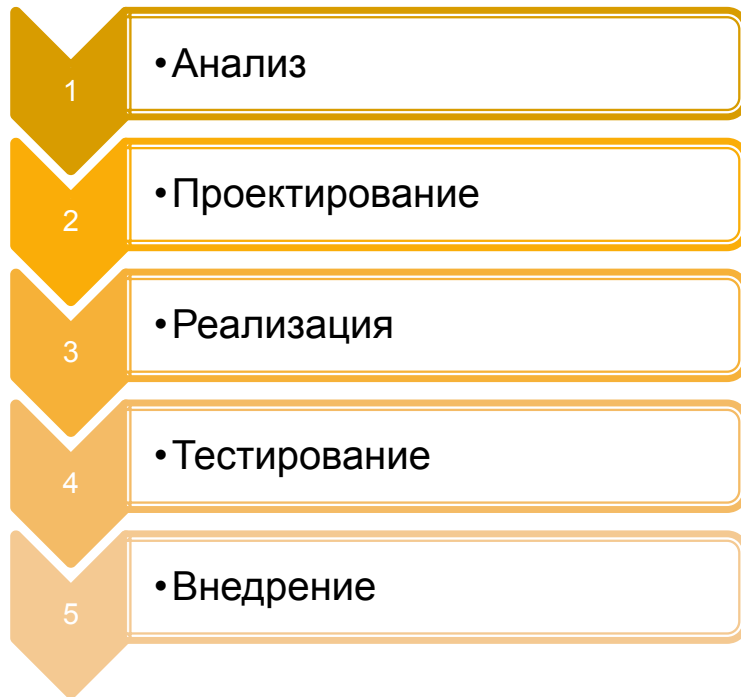 1
•Анализ
2
•Проектирование
3
•Реализация
4
•Тестирование
5
•Внедрение